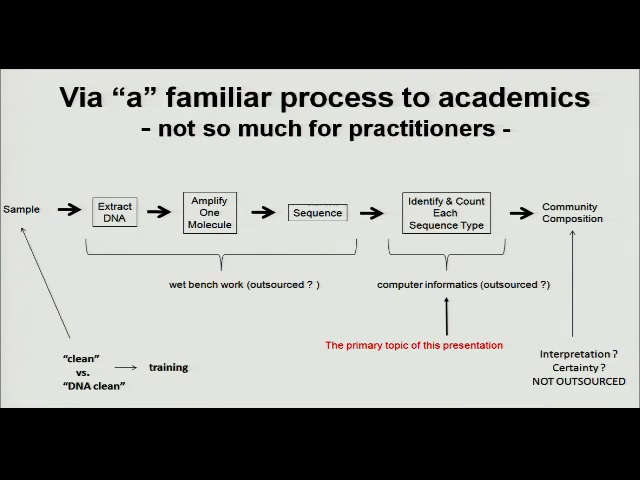 Via “a” familiar process to academics
- not so much for practitioners -
Sample
Extract
DNA
Amplify
One
Molecule
Sequence
Identify & Count
Each
Sequence Type
Community
Composition
wet bench work (outsourced ? )
computer informatics (outsourced ?)
The primary topic of this presentation
“clean”
vs.
“DNA clean”
training
Interpretation ?
Certainty ?
NOT OUTSOURCED